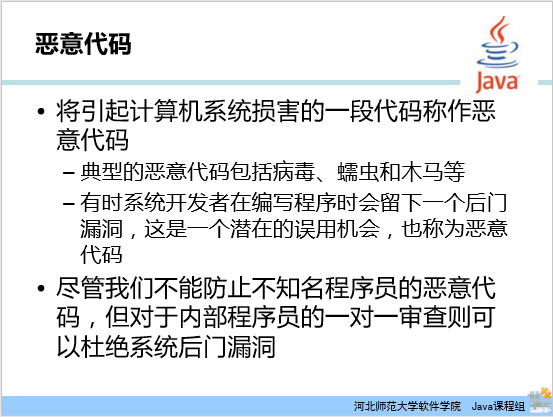 恶意代码
Java
• 将引起计算机系统损害的一段代码称作恶
意代码
– 典型的恶意代码包括病毒、蠕虫和木马等
– 有时系统开发者在编写程序时会留下一个后门
漏洞，这是一个潜在的误用机会，也称为恶意
代码
• 尽管我们不能防止不知名程序员的恶意代
码，但对于内部程序员的一对一审查则可
以杜绝系统后门漏洞
河北师范大学软件学院 Java课程组